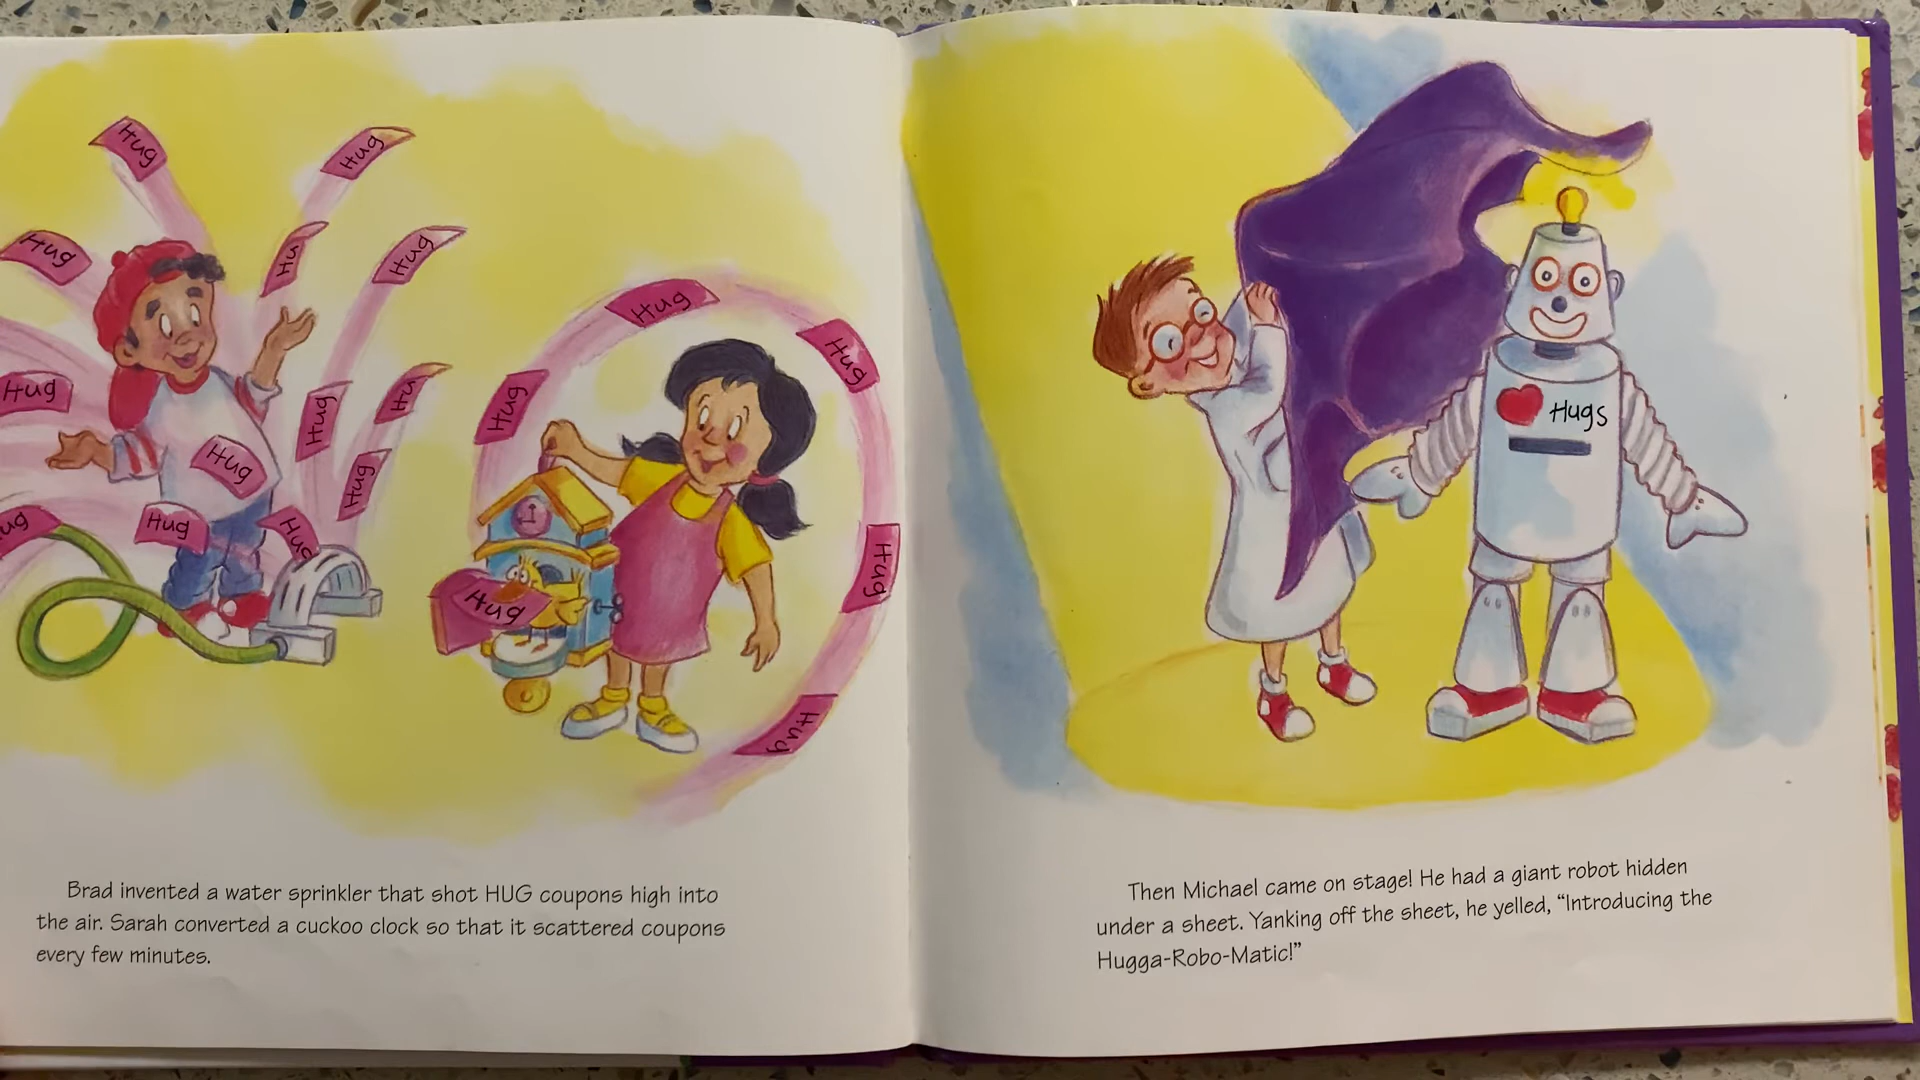 Hug
Hug
Hug
Hu
Hug
Hug
Hug
Hu
Hug
Hug
ug
Hug
Hug
Hug
Hug
Hug
Hug
Hug
Hug
Hug
Brad invented a water sprinkler that shot HUG coupons high into
the air. Sarah converted a cuckoo clock so that it scattered coupons
every few minutes.
Hugs
Then Michael came on stage! He had a giant robot hidden
under a sheet. Yanking off the sheet, he yelled, “Introducing the
Hugga-Robo-Matic!”